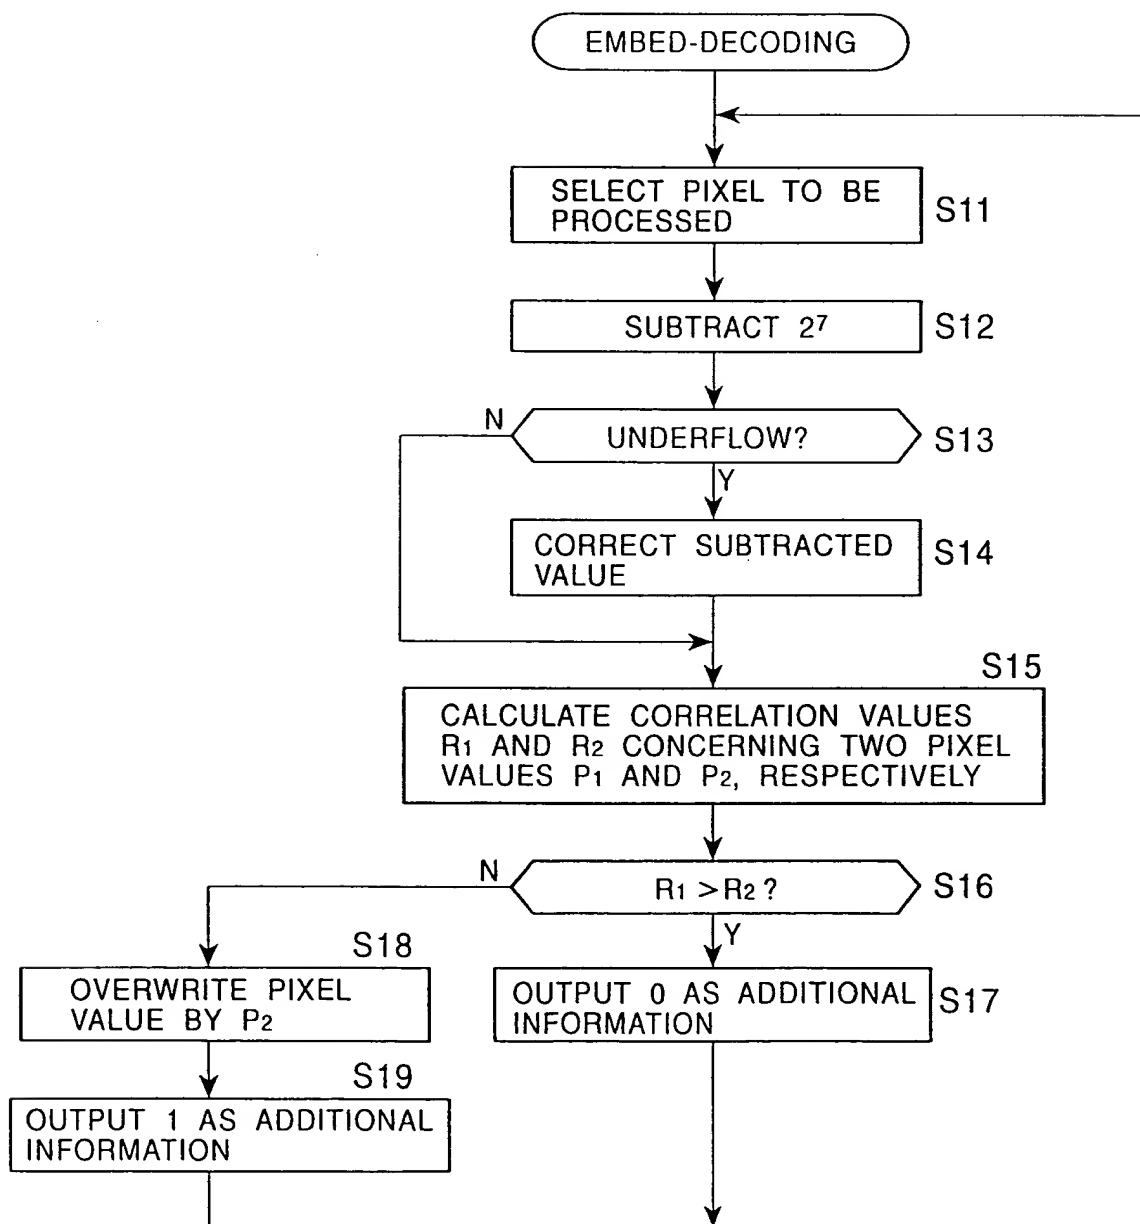 EMBED-DECODING
SELECT PIXEL TO BE
PROCESSED
S11
SUBTRACT 2⁷
S12
N
UNDERFLOW?
S13
Y
CORRECT SUBTRACTED
VALUE
S14
S15
CALCULATE CORRELATION VALUES
R1 AND R2 CONCERNING TWO PIXEL
VALUES P1 AND P2, RESPECTIVELY
N
R1 > R2 ?
S16
Y
S18
OVERWRITE PIXEL
VALUE BY P2
OUTPUT 0 AS ADDITIONAL
INFORMATION
S17
S19
OUTPUT 1 AS ADDITIONAL
INFORMATION